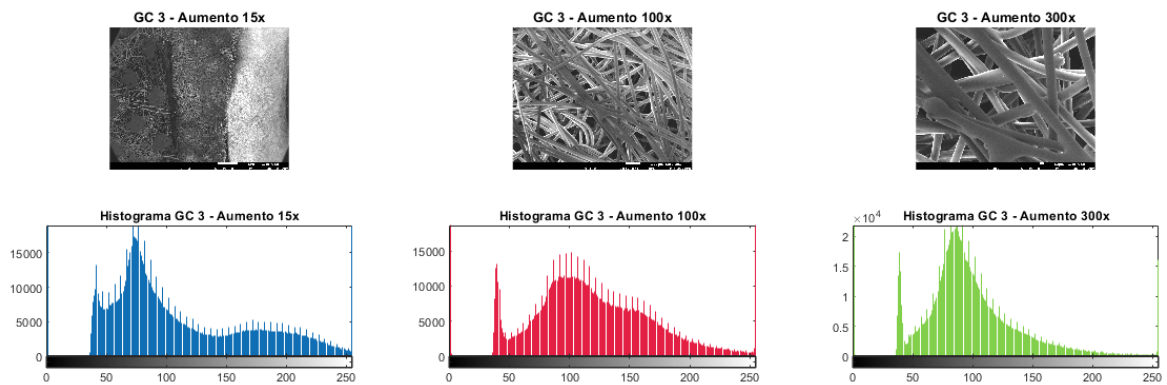 GC 3 - Aumento 15x
GC 3 - Aumento 100x
GC 3 - Aumento 300x
Histograma GC 3 - Aumento 15x
15000
10000
5000
0
0 50 100 150 200 250
Histograma GC 3 - Aumento 100x
15000
10000
5000
0
0 50 100 150 200 250
Histograma GC 3 - Aumento 300x
× 10⁴
2
1.5
1
0.5
0
0 50 100 150 200 250